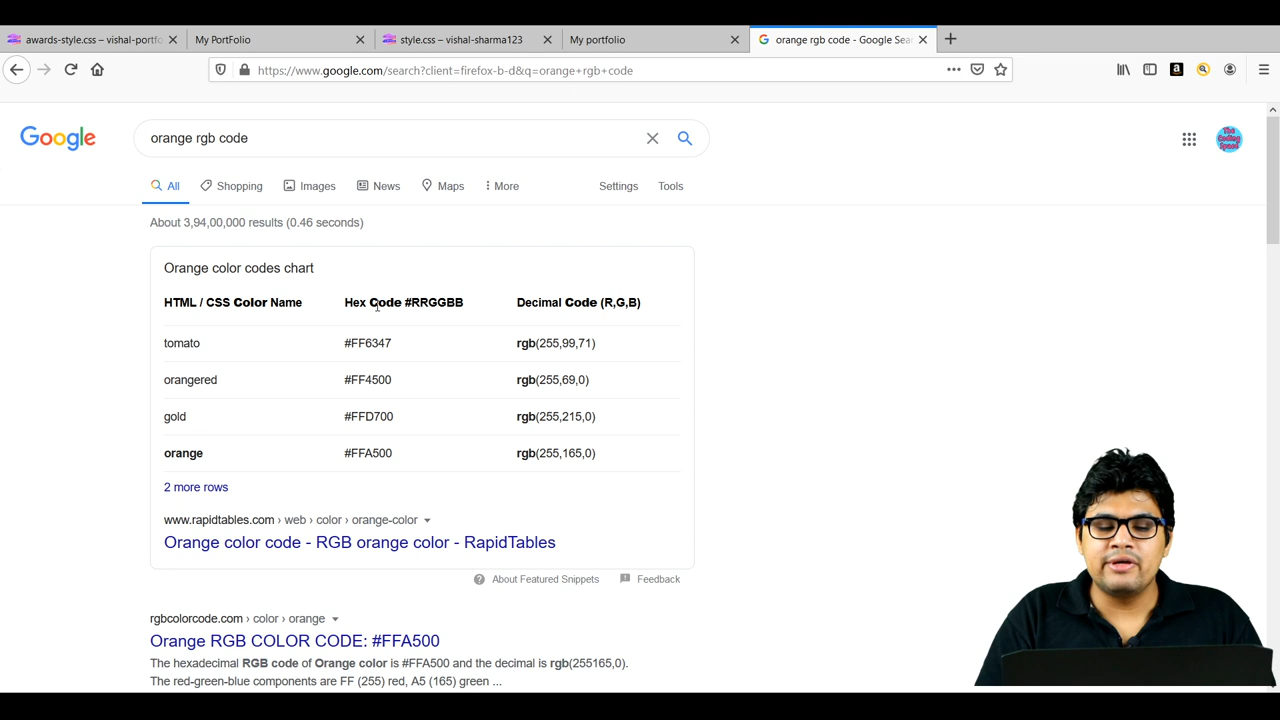 awards-style.css – vishal-portfo
My PortFolio
style.css – vishal-sharma123
My portfolio
orange rgb code - Google Sear
https://www.google.com/search?client=firefox-b-d&q=orange+rgb+code
Google
orange rgb code
The Coding Space
All
Shopping
Images
News
Maps
More
Settings
Tools
About 3,94,00,000 results (0.46 seconds)
Orange color codes chart
HTML / CSS Color Name Hex Code #RRGGBB Decimal Code (R,G,B)
tomato #FF6347 rgb(255,99,71)
orangered #FF4500 rgb(255,69,0)
gold #FFD700 rgb(255,215,0)
orange #FFA500 rgb(255,165,0)
2 more rows
www.rapidtables.com › web › color › orange-color
Orange color code - RGB orange color - RapidTables
About Featured Snippets
Feedback
rgbcolorcode.com › color › orange
Orange RGB COLOR CODE: #FFA500
The hexadecimal RGB code of Orange color is #FFA500 and the decimal is rgb(255165,0).
The red-green-blue components are FF (255) red, A5 (165) green ...